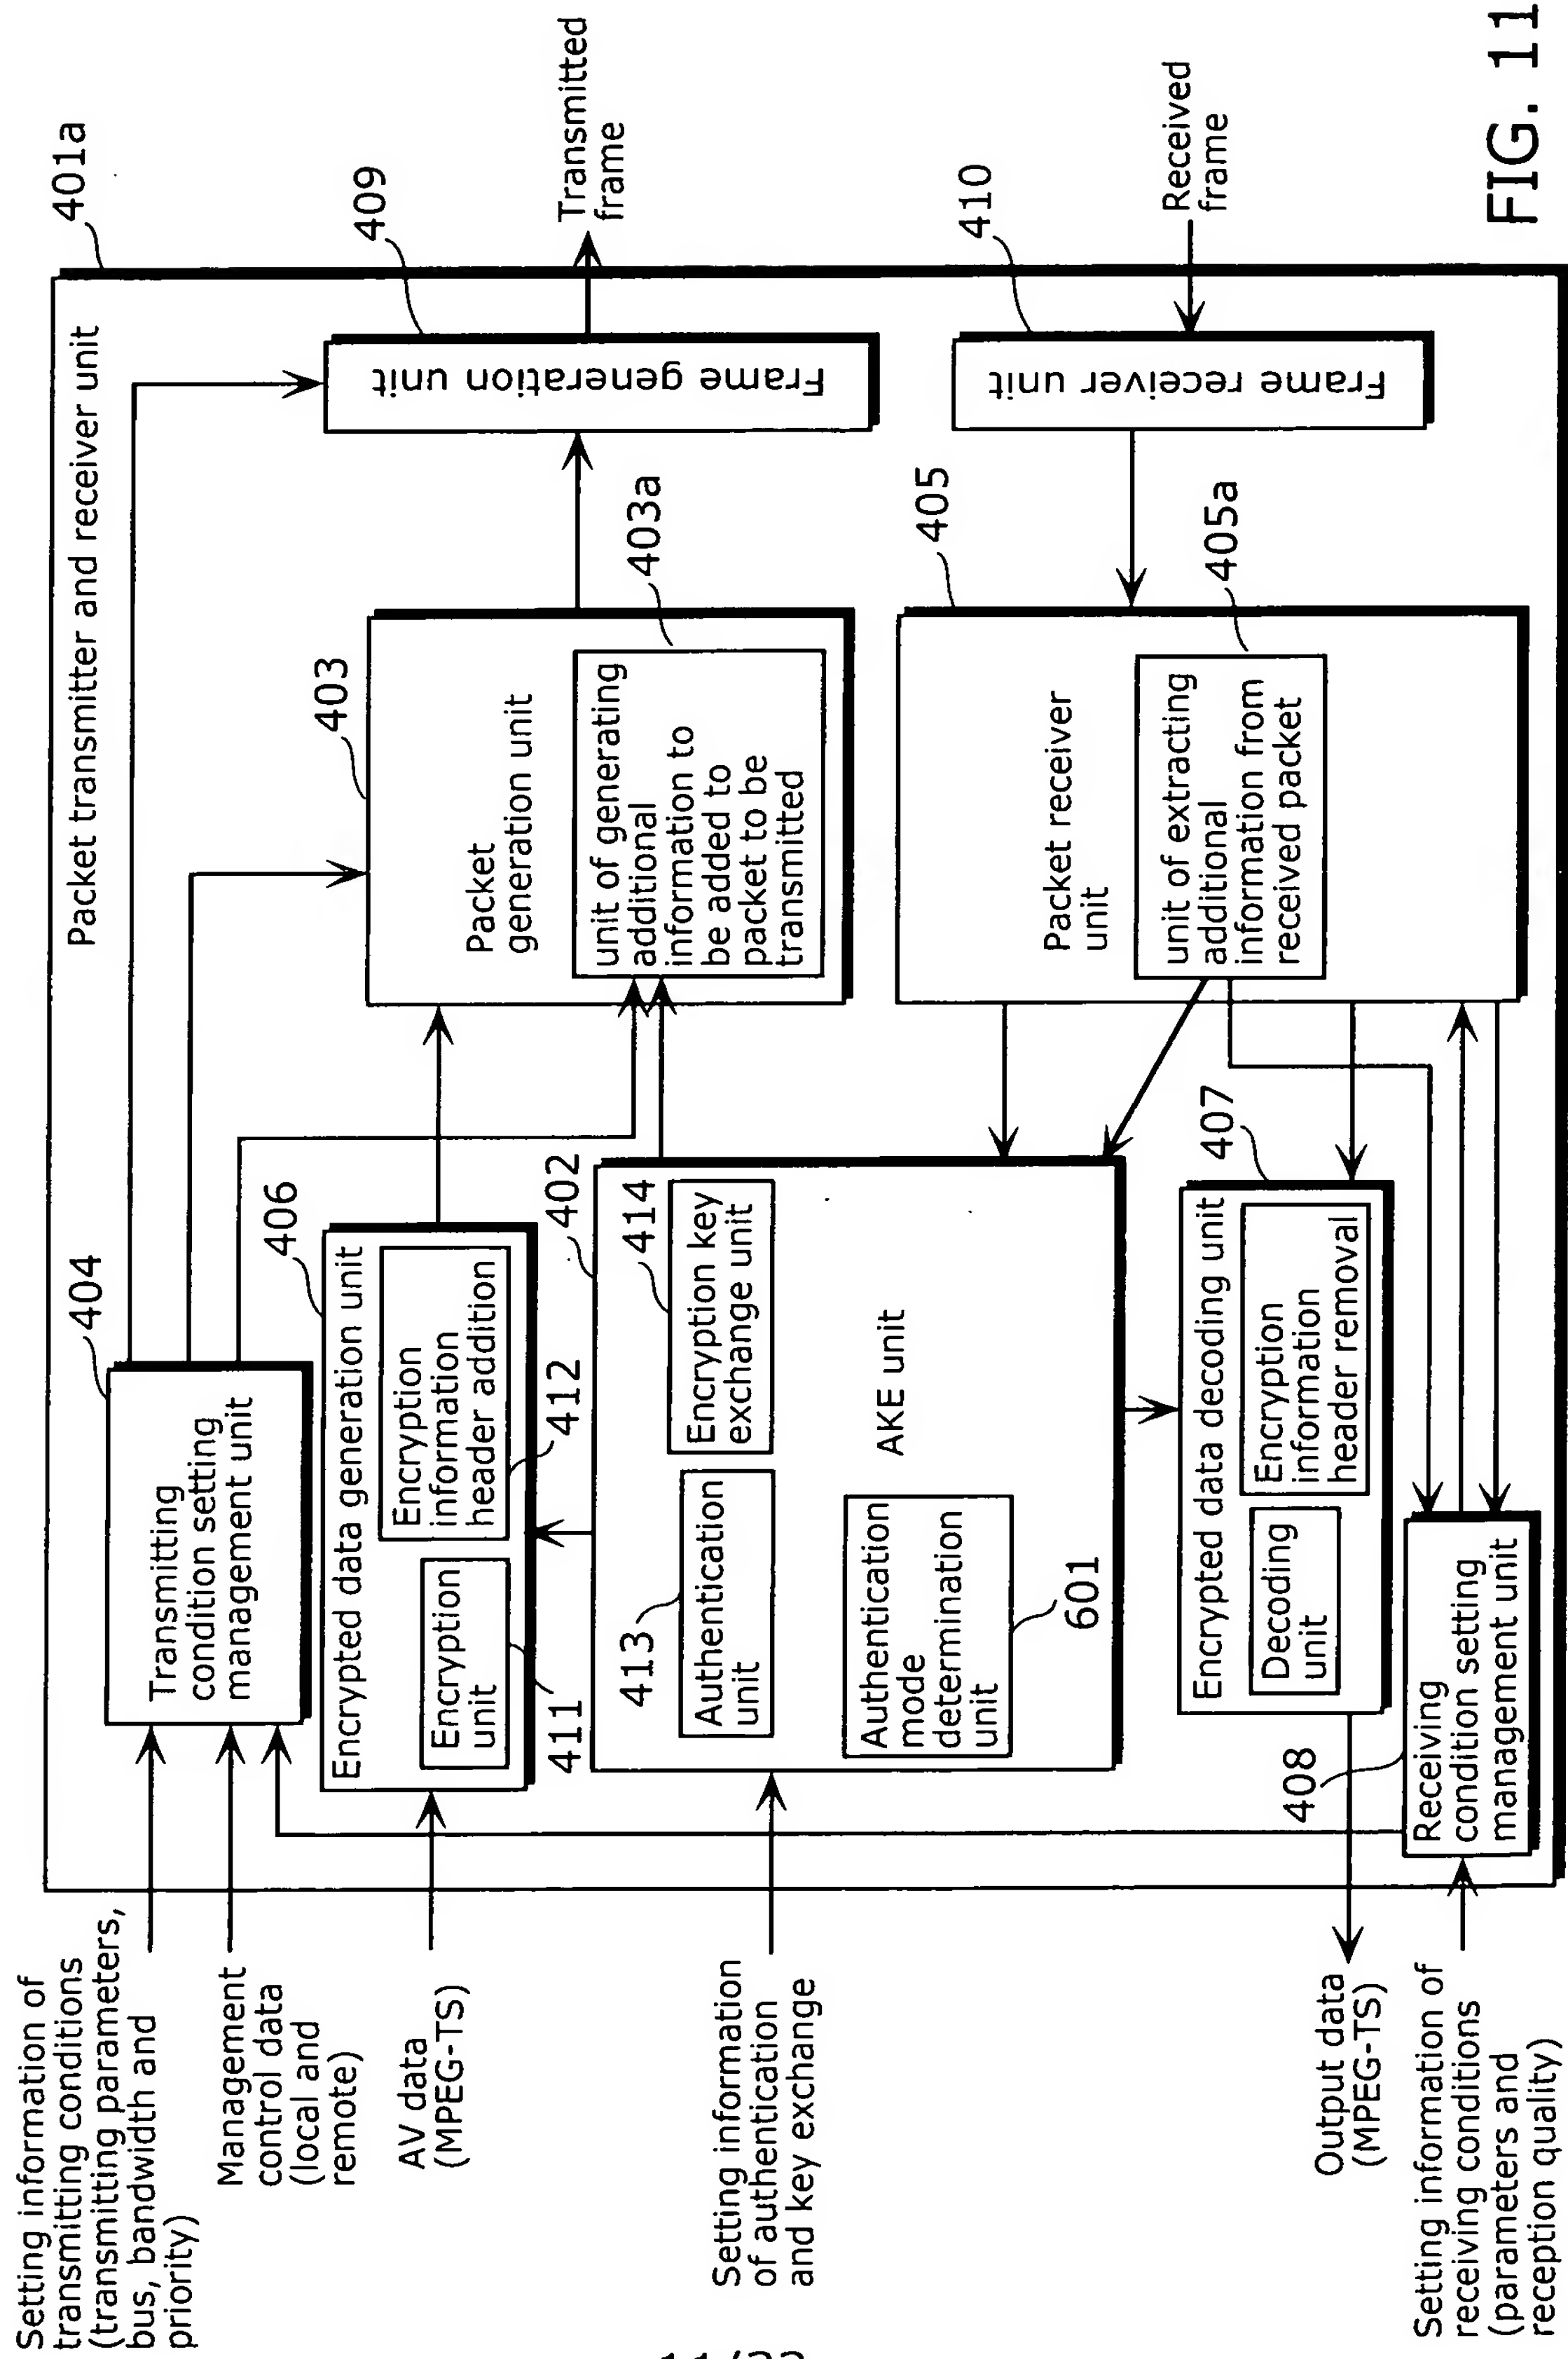 401a
Packet transmitter and receiver unit
Setting information of
transmitting conditions
(transmitting parameters,
bus, bandwidth and
priority)
Management
control data
(local and
remote)
AV data
(MPEG-TS)
Setting information
of authentication
and key exchange
Output data
(MPEG-TS)
Setting information of
receiving conditions
(parameters and
reception quality)
404
Transmitting
condition setting
management unit
406
Encrypted data generation unit
Encryption
unit
411
Encryption
information
header addition
412
402
413
Authentication
unit
414
Encryption key
exchange unit
AKE unit
Authentication
mode
determination
unit
601
407
Encrypted data decoding unit
Decoding
unit
Encryption
information
header removal
408
Receiving
condition setting
management unit
403
Packet
generation unit
403a
unit of generating
additional
information to
be added to
packet to be
transmitted
405
Packet receiver
unit
405a
unit of extracting
additional
information from
received packet
409
Frame generation unit
Transmitted
frame
410
Frame receiver unit
Received
frame
FIG. 11